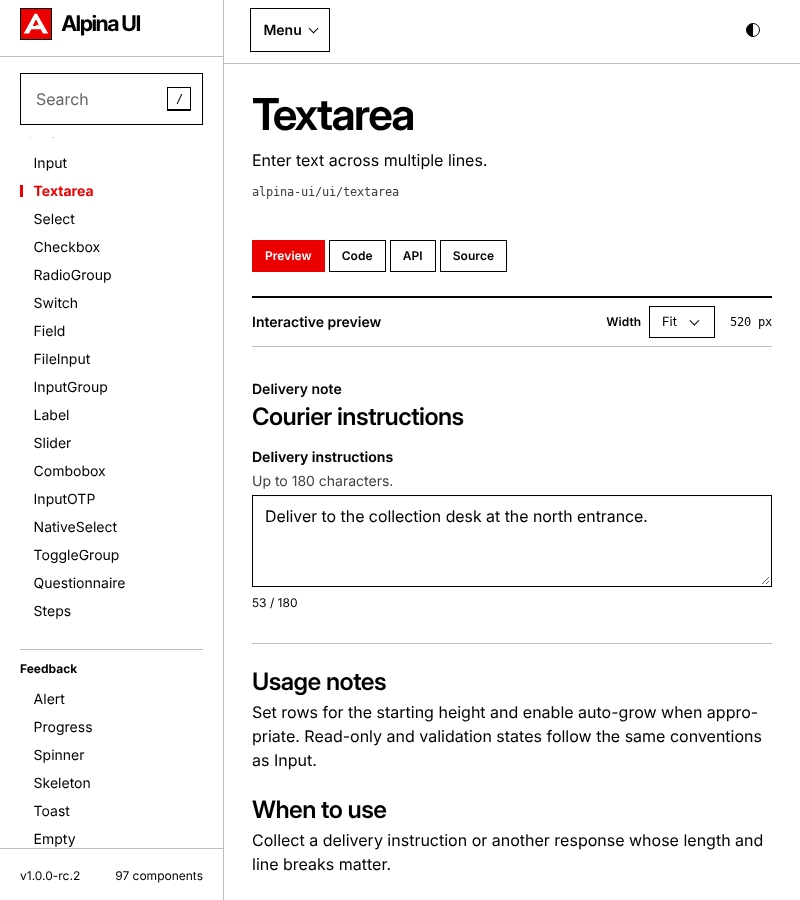 Alpina UI
Search /
Input
Textarea
Select
Checkbox
RadioGroup
Switch
Field
FileInput
InputGroup
Label
Slider
Combobox
InputOTP
NativeSelect
ToggleGroup
Questionnaire
Steps
Feedback
Alert
Progress
Spinner
Skeleton
Toast
Empty
v1.0.0-rc.2 97 components
Menu
Textarea
Enter text across multiple lines.
alpina-ui/ui/textarea
Preview Code API Source
Interactive preview Width Fit 520 px
Delivery note
Courier instructions
Delivery instructions
Up to 180 characters.
Deliver to the collection desk at the north entrance.
53 / 180
Usage notes
Set rows for the starting height and enable auto-grow when appro-
priate. Read-only and validation states follow the same conventions
as Input.
When to use
Collect a delivery instruction or another response whose length and
line breaks matter.